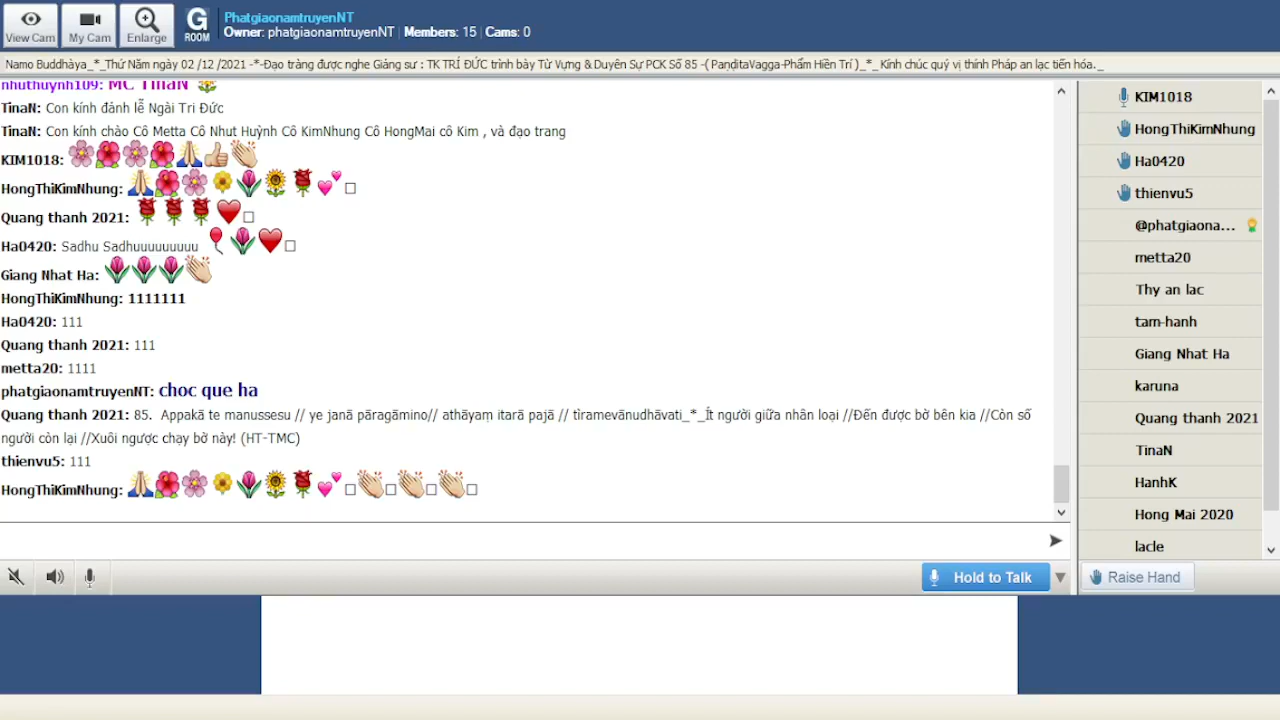 View Cam
My Cam
Enlarge
G
ROOM
PhatgiaonamtruyenNT
Owner: phatgiaonamtruyenNT | Members: 15 | Cams: 0
Namo Buddhàya_*_Thứ Năm ngày 02 /12 /2021 -*-Đạo tràng được nghe Giảng sư : TK TRÍ ĐỨC trình bày Từ Vựng & Duyên Sự PCK Số 85 -( PanditaVagga-Phẩm Hiền Trí )_*_ Kính chúc quý vị thính Pháp an lạc tiến hóa._
nhuthuynh109: MC TinaN
TinaN: Con kính đảnh lễ Ngài Tri Đức
TinaN: Con kính chào Cô Metta Cô Nhut Huỳnh Cô KimNhung Cô HongMai cô Kim , và đạo trang
KIM1018:
HongThiKimNhung:
Quang thanh 2021:
Ha0420: Sadhu Sadhuuuuuuuuu
Giang Nhat Ha:
HongThiKimNhung: 1111111
Ha0420: 111
Quang thanh 2021: 111
metta20: 1111
phatgiaonamtruyenNT: choc que ha
Quang thanh 2021: 85. Appakā te manussesu // ye janā pāragāmino// athāyaṃ itarā pajā // tìramevānudhāvati_*_Ít người giữa nhân loại //Đến được bờ bên kia //Còn số
người còn lại //Xuôi ngược chạy bờ này! (HT-TMC)
thienvu5: 111
HongThiKimNhung:
Hold to Talk
KIM1018
HongThiKimNhung
Ha0420
thienvu5
@phatgiaona...
metta20
Thy an lac
tam-hanh
Giang Nhat Ha
karuna
Quang thanh 2021
TinaN
HanhK
Hong Mai 2020
lacle
Raise Hand